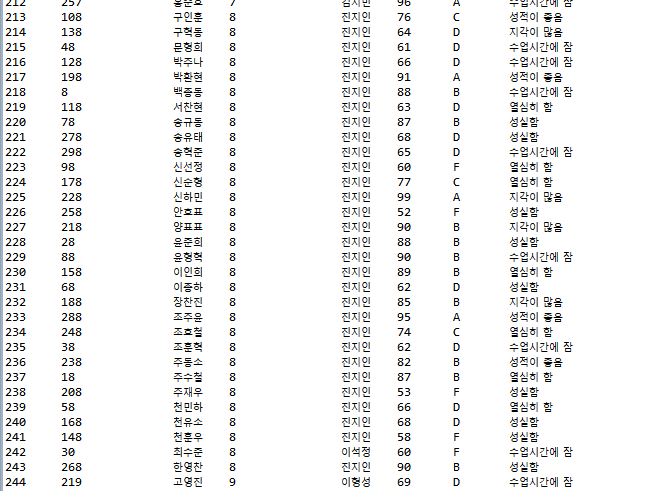 212 257 홍준호 7 김지민 96 A 수업시간에 잠
213 108 구인훈 8 진지인 76 C 성적이 좋음
214 138 구혁동 8 진지인 64 D 지각이 많음
215 48 문형희 8 진지인 61 D 수업시간에 잠
216 128 박주나 8 진지인 66 D 수업시간에 잠
217 198 박환현 8 진지인 91 A 성적이 좋음
218 8 백종동 8 진지인 88 B 수업시간에 잠
219 118 서찬현 8 진지인 63 D 열심히 함
220 78 송규동 8 진지인 87 B 성실함
221 278 송유태 8 진지인 68 D 성실함
222 298 송혁준 8 진지인 65 D 수업시간에 잠
223 98 신선정 8 진지인 60 F 열심히 함
224 178 신순형 8 진지인 77 C 열심히 함
225 228 신하민 8 진지인 99 A 지각이 많음
226 258 안효표 8 진지인 52 F 성실함
227 218 양표표 8 진지인 90 B 지각이 많음
228 28 윤준희 8 진지인 88 B 성실함
229 88 윤형혁 8 진지인 90 B 수업시간에 잠
230 158 이인희 8 진지인 89 B 열심히 함
231 68 이종하 8 진지인 62 D 성실함
232 188 장찬진 8 진지인 85 B 지각이 많음
233 288 조주윤 8 진지인 95 A 성적이 좋음
234 248 조효철 8 진지인 74 C 열심히 함
235 38 조훈혁 8 진지인 62 D 수업시간에 잠
236 238 주동소 8 진지인 82 B 성적이 좋음
237 18 주수철 8 진지인 87 B 열심히 함
238 208 주재우 8 진지인 53 F 성실함
239 58 천민하 8 진지인 66 D 열심히 함
240 168 천유소 8 진지인 68 D 성실함
241 148 천훈우 8 진지인 58 F 성실함
242 30 최수준 8 이석정 60 F 수업시간에 잠
243 268 한영찬 8 진지인 90 B 성실함
244 219 고영진 9 이형성 69 D 수업시간에 잠